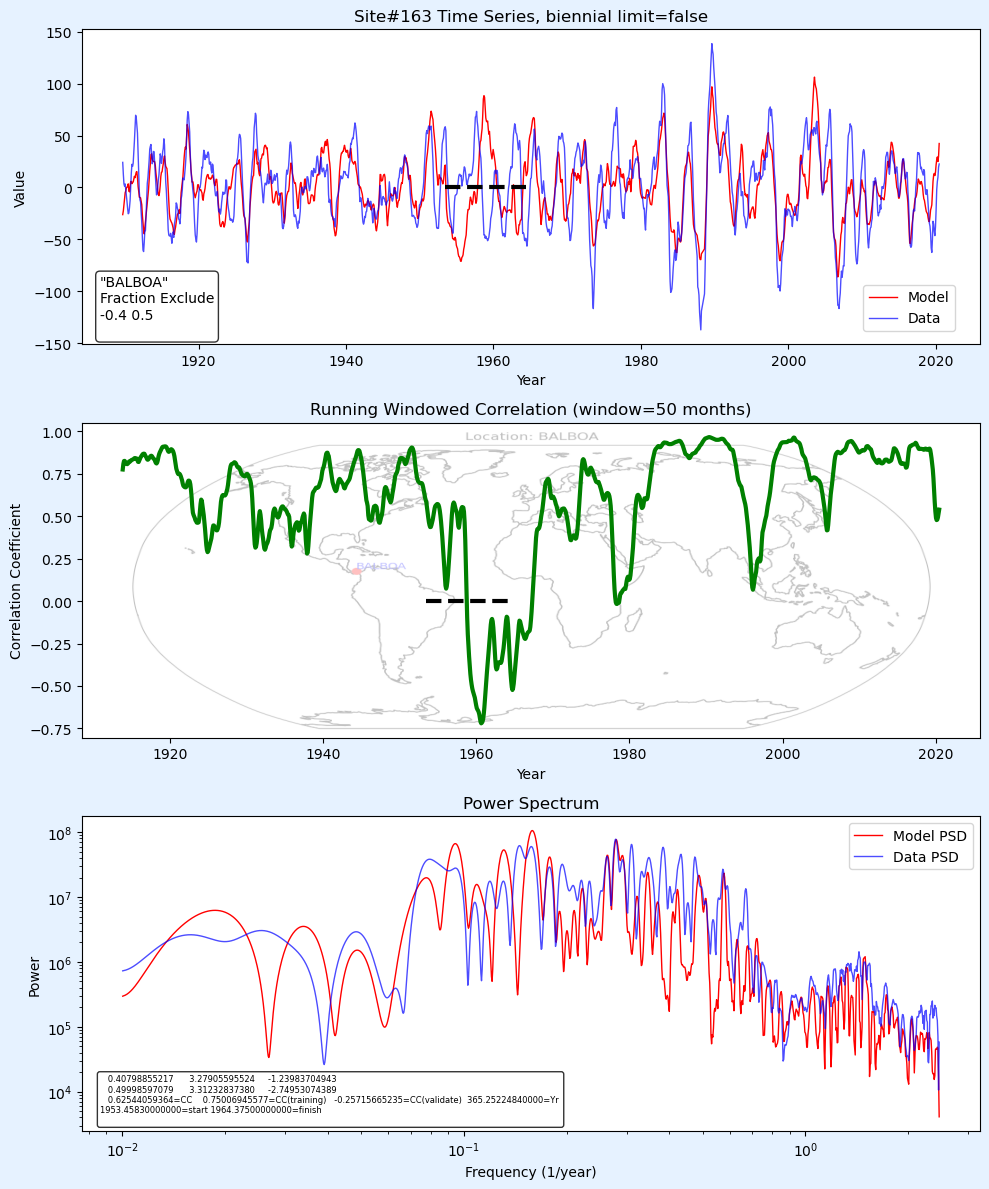 Site#163 Time Series, biennial limit=false
150
100
50
0
−50
−100
−150
Value
"BALBOA"
Fraction Exclude
-0.4 0.5
Model
Data
1920
1940
1960
1980
2000
2020
Year
Running Windowed Correlation (window=50 months)
1.00
0.75
0.50
0.25
0.00
−0.25
−0.50
−0.75
Correlation Coefficient
Location: BALBOA
BALBOA
1920
1940
1960
1980
2000
2020
Year
Power Spectrum
10^8
10^7
10^6
10^5
10^4
Power
Model PSD
Data PSD
0.40798855217 3.27905595524 -1.23983704943
0.49998597079 3.31232837380 -2.74953074389
0.62544059364=CC 0.75006945577=CC(training) -0.25715665235=CC(validate) 365.25224840000=Yr
1953.45830000000=start 1964.37500000000=finish
10^−2
10^−1
10^0
Frequency (1/year)